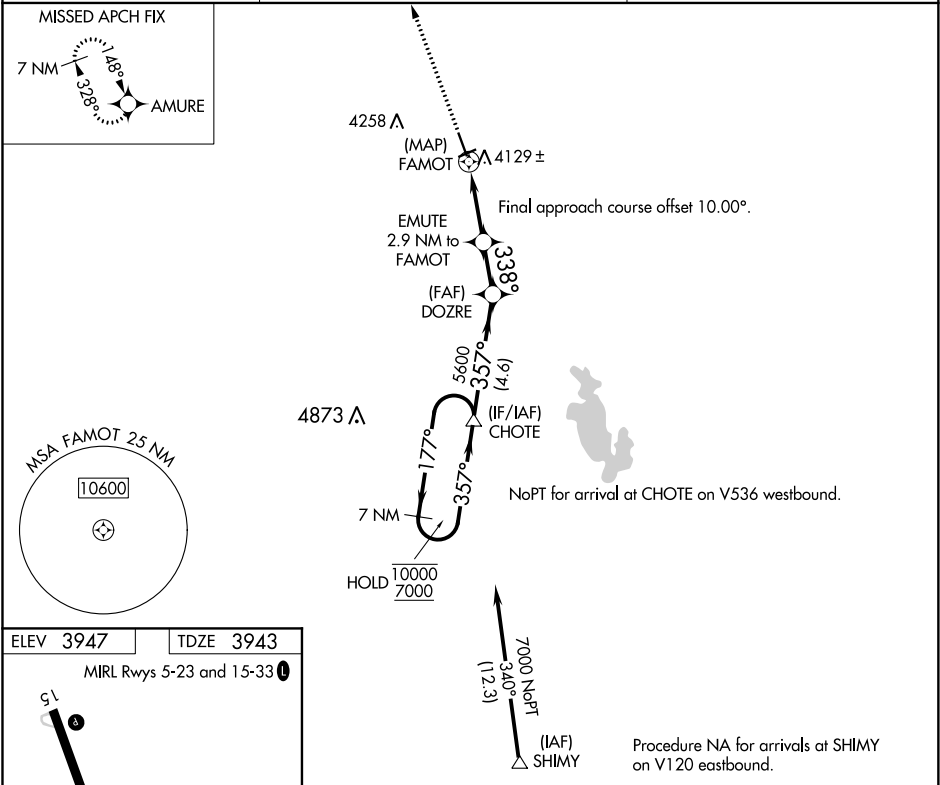 MISSED APCH FIX
7 NM
148°
328°
AMURE
4258
(MAP)
FAMOT
4129 ±
Final approach course offset 10.00°.
EMUTE
2.9 NM to
FAMOT
338°
(FAF)
DOZRE
5600
357°
(4.6)
4873
(IF/IAF)
CHOTE
177°
357°
MSA FAMOT 25 NM
10600
NoPT for arrival at CHOTE on V536 westbound.
7 NM
HOLD
10000
7000
ELEV 3947
TDZE 3943
MIRL Rwys 5-23 and 15-33 L
15
P
7000 NoPT
340°
(12.3)
(IAF)
SHIMY
Procedure NA for arrivals at SHIMY
on V120 eastbound.